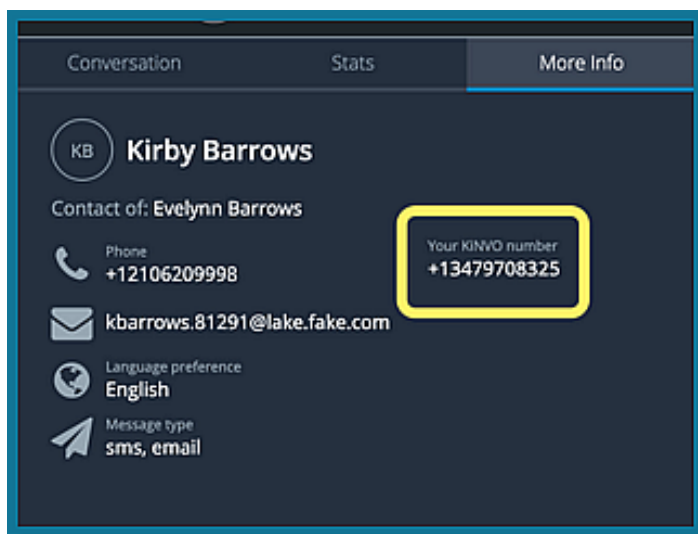 Conversation
Stats
More Info
KB
Kirby Barrows
Contact of: Evelynn Barrows
Phone
+12106209998
Your KiNVO number
+13479708325
kbarrows.81291@lake.fake.com
Language preference
English
Message type
sms, email